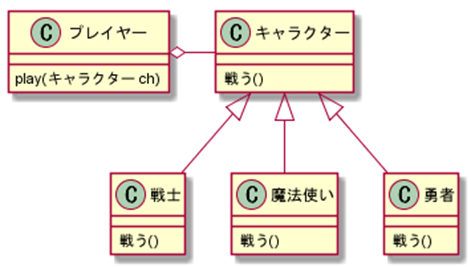 C プレイヤー
play(キャラクター ch)
C キャラクター
戦う()
C 戦士
戦う()
C 魔法使い
戦う()
C 勇者
戦う()